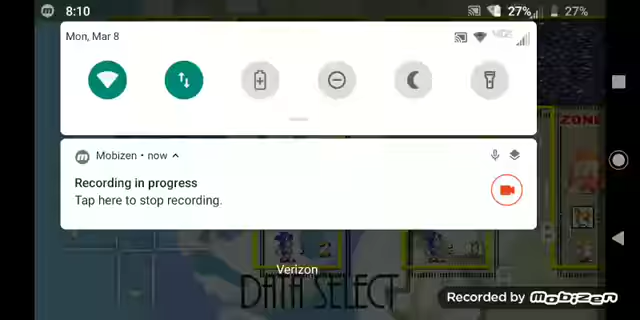 8:10
27%
27%
Mon, Mar 8
ZONE
Mobizen • now
Recording in progress
Tap here to stop recording.
Verizon
DATA SELECT
Recorded by MOBIZEN